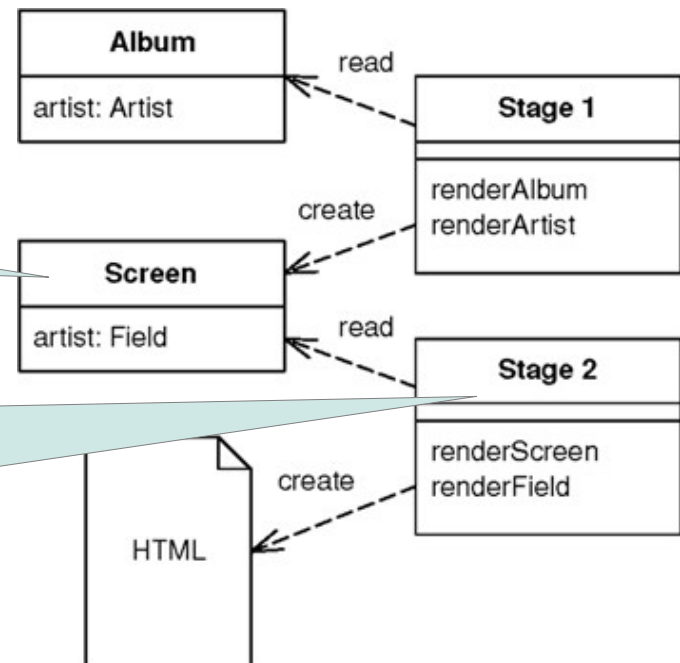 Album
artist: Artist
read
Stage 1
renderAlbum
renderArtist
create
Screen
artist: Field
read
Stage 2
renderScreen
renderField
create
HTML